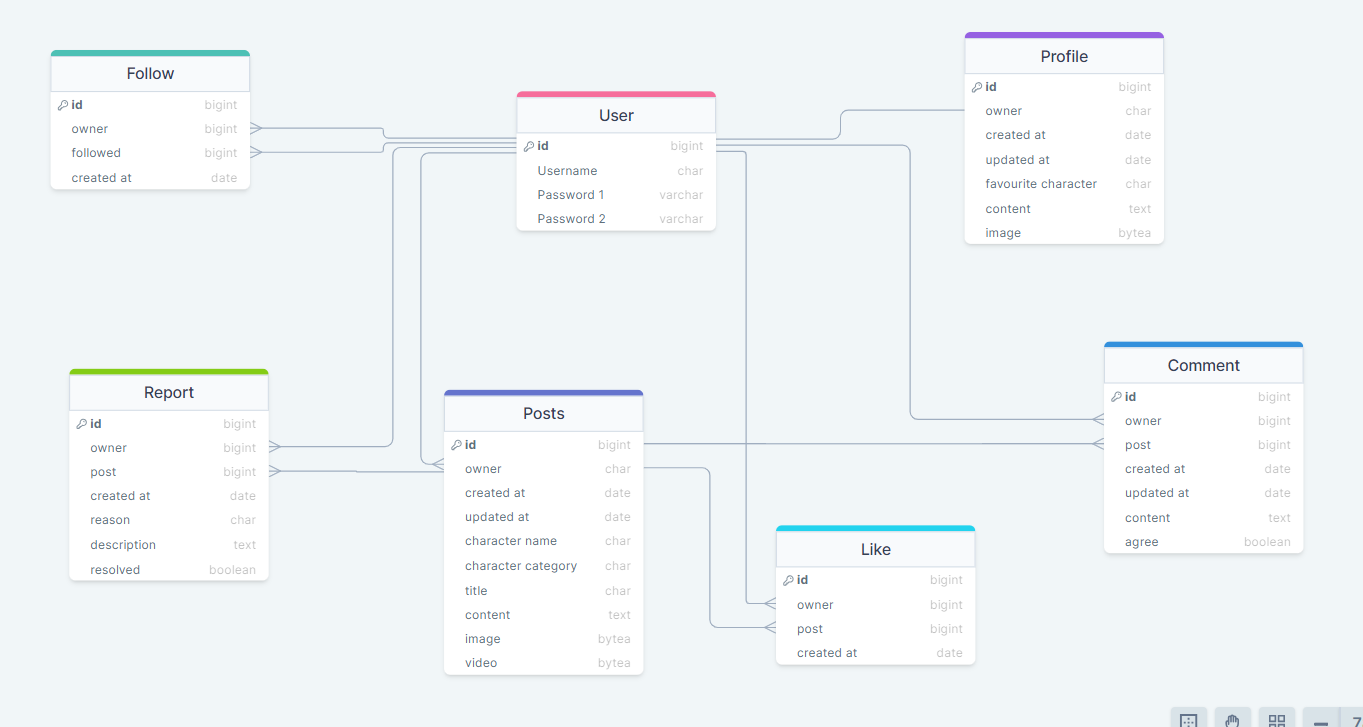 Follow
id bigint
owner bigint
followed bigint
created at date
User
id bigint
Username char
Password 1 varchar
Password 2 varchar
Profile
id bigint
owner char
created at date
updated at date
favourite character char
content text
image bytea
Report
id bigint
owner bigint
post bigint
created at date
reason char
description text
resolved boolean
Posts
id bigint
owner char
created at date
updated at date
character name char
character category char
title char
content text
image bytea
video bytea
Like
id bigint
owner bigint
post bigint
created at date
Comment
id bigint
owner bigint
post bigint
created at date
updated at date
content text
agree boolean